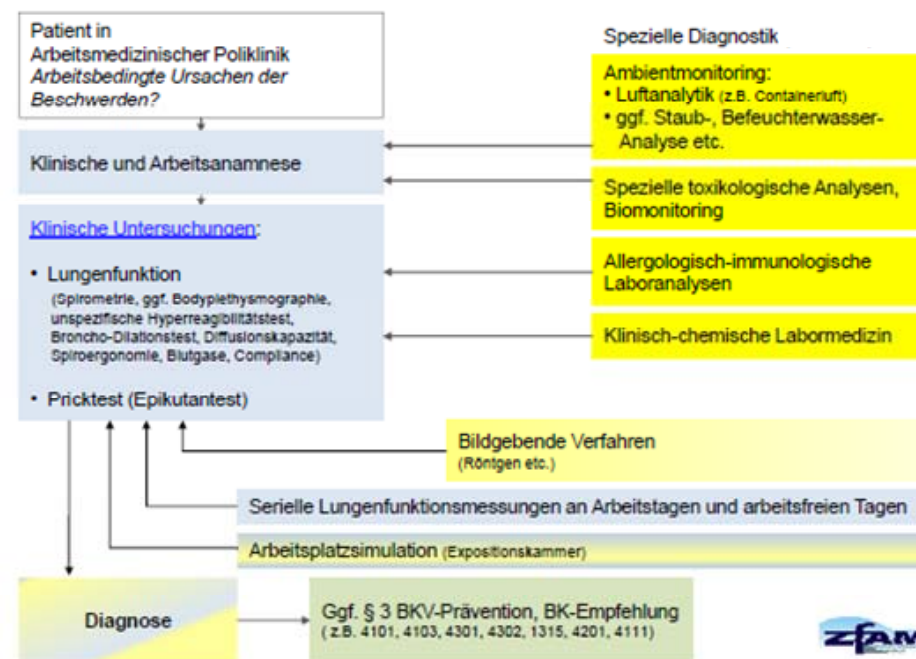 Patient in
Arbeitsmedizinischer Poliklinik
Arbeitsbedingte Ursachen der
Beschwerden?
Klinische und Arbeitsanamnese
Klinische Untersuchungen:
• Lungenfunktion
(Spirometrie, ggf. Bodyplethysmographie,
unspezifische Hyperreagibilitätstest,
Broncho-Dilationstest, Diffusionskapazität,
Spiroergonomie, Blutgase, Compliance)
• Pricktest (Epikutantest)
Spezielle Diagnostik
Ambientmonitoring:
• Luftanalytik (z.B. Containerluft)
• ggf. Staub-, Befeuchterwasser-
Analyse etc.
Spezielle toxikologische Analysen,
Biomonitoring
Allergologisch-immunologische
Laboranalysen
Klinisch-chemische Labormedizin
Bildgebende Verfahren
(Röntgen etc.)
Serielle Lungenfunktionsmessungen an Arbeitstagen und arbeitsfreien Tagen
Arbeitsplatzsimulation (Expositionskammer)
Diagnose
Ggf. § 3 BKV-Prävention, BK-Empfehlung
( z.B. 4101, 4103, 4301, 4302, 1315, 4201, 4111)
ZFAM